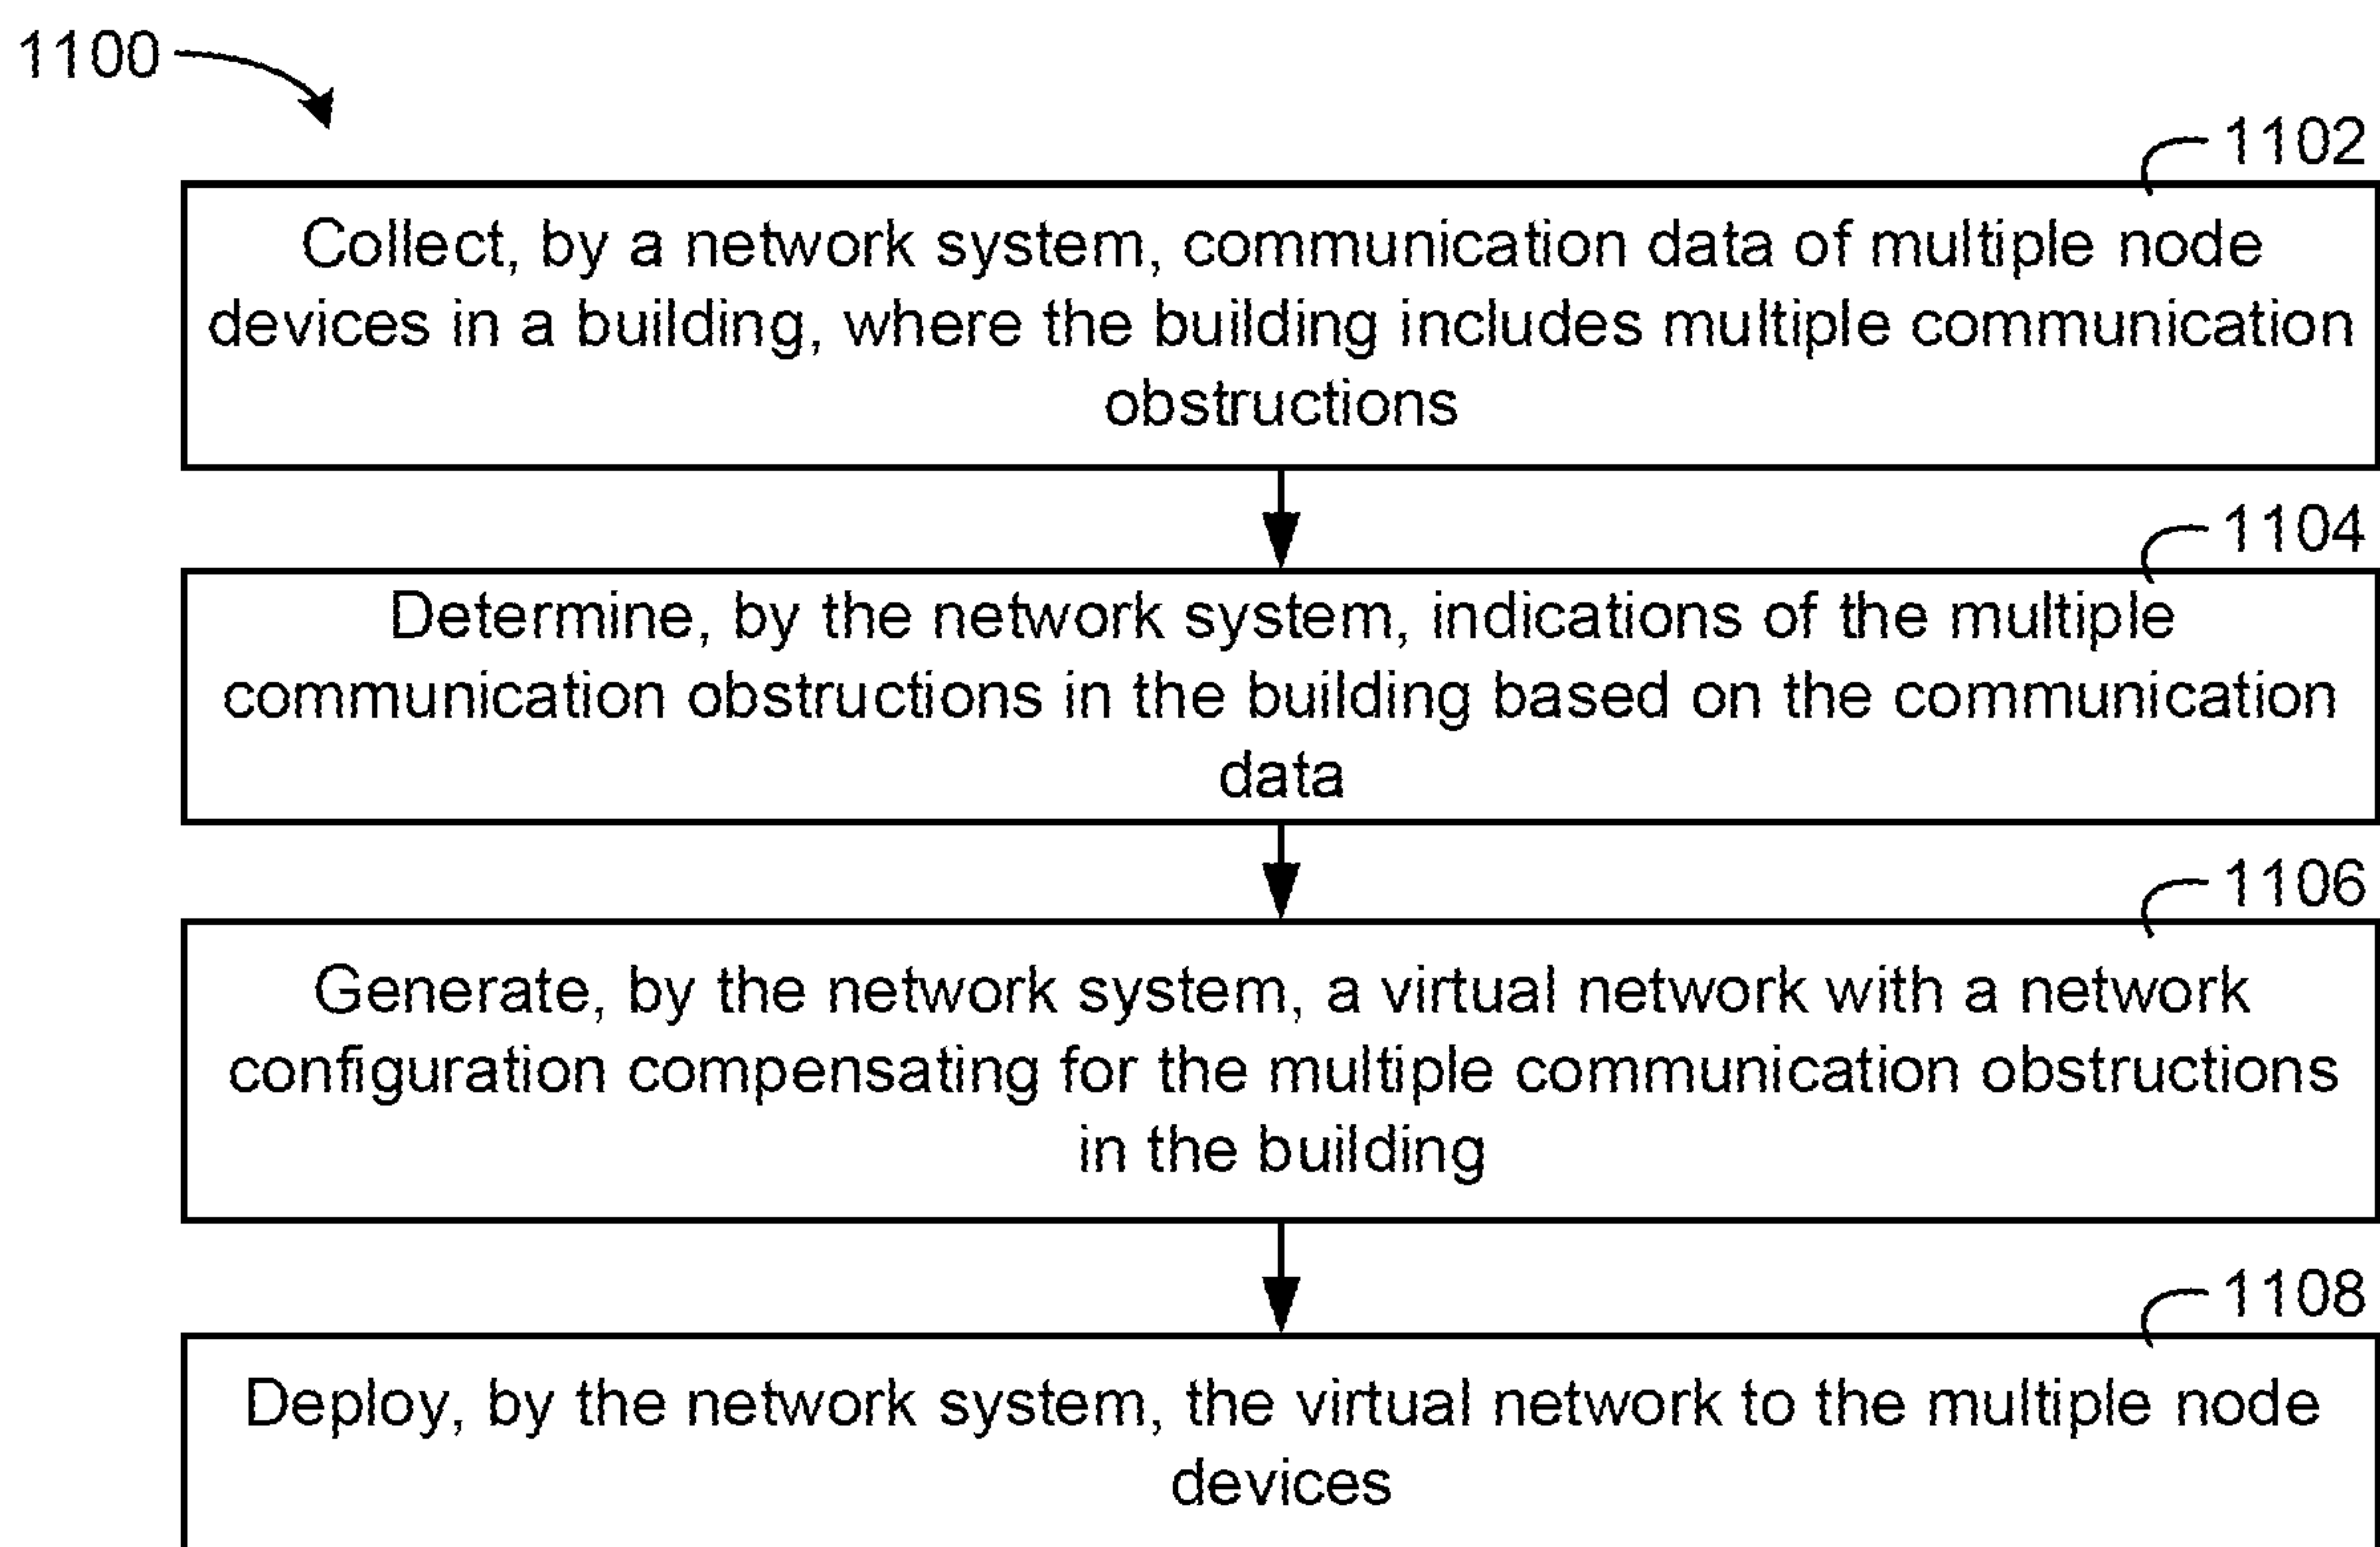 1100
1102
Collect, by a network system, communication data of multiple node
devices in a building, where the building includes multiple communication
obstructions
1104
Determine, by the network system, indications of the multiple
communication obstructions in the building based on the communication
data
1106
Generate, by the network system, a virtual network with a network
configuration compensating for the multiple communication obstructions
in the building
1108
Deploy, by the network system, the virtual network to the multiple node
devices